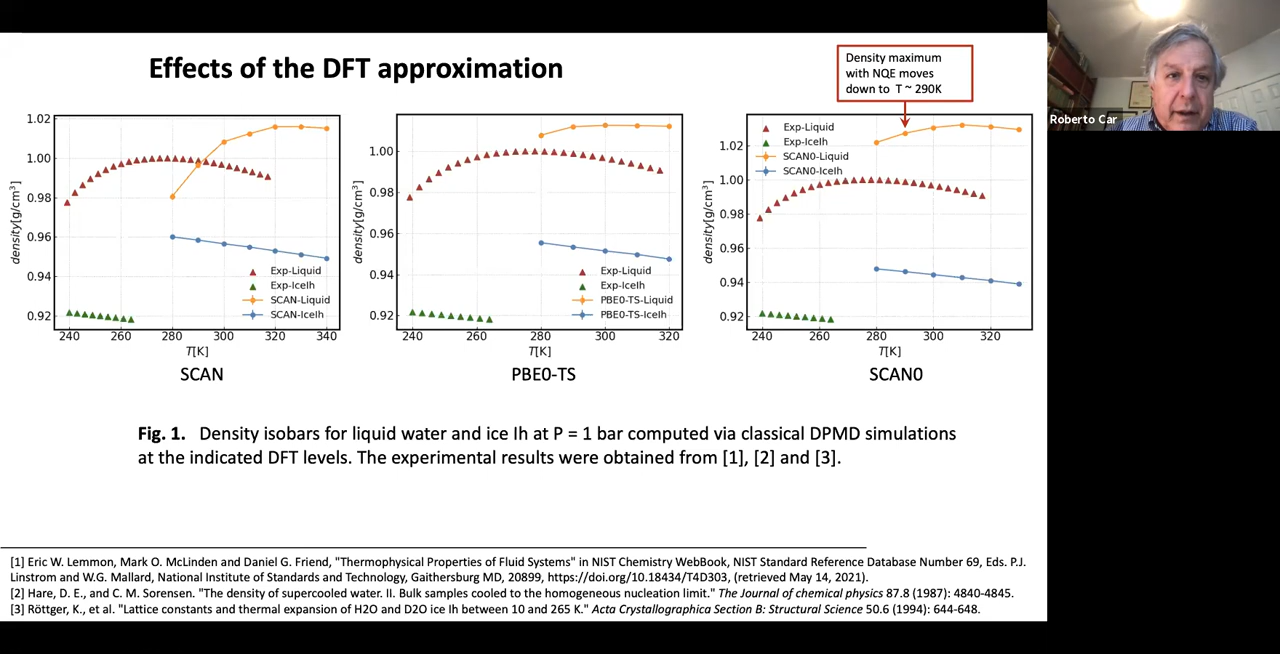 Effects of the DFT approximation
Density maximum
with NQE moves
down to T ~ 290K
Roberto Car
1.02
1.00
0.98
0.96
0.94
0.92
density[g/cm³]
Exp-Liquid
Exp-IceIh
SCAN-Liquid
SCAN-IceIh
240 260 280 300 320 340
T[K]
SCAN
1.00
0.98
0.96
0.94
0.92
density[g/cm³]
Exp-Liquid
Exp-IceIh
PBE0-TS-Liquid
PBE0-TS-IceIh
240 260 280 300 320
T[K]
PBE0-TS
Exp-Liquid
Exp-IceIh
SCAN0-Liquid
SCAN0-IceIh
1.02
1.00
0.98
0.96
0.94
0.92
density[g/cm³]
240 260 280 300 320
T[K]
SCAN0
Fig. 1. Density isobars for liquid water and ice Ih at P = 1 bar computed via classical DPMD simulations
at the indicated DFT levels. The experimental results were obtained from [1], [2] and [3].
[1] Eric W. Lemmon, Mark O. McLinden and Daniel G. Friend, "Thermophysical Properties of Fluid Systems" in NIST Chemistry WebBook, NIST Standard Reference Database Number 69, Eds. P.J.
Linstrom and W.G. Mallard, National Institute of Standards and Technology, Gaithersburg MD, 20899, https://doi.org/10.18434/T4D303, (retrieved May 14, 2021).
[2] Hare, D. E., and C. M. Sorensen. "The density of supercooled water. II. Bulk samples cooled to the homogeneous nucleation limit." The Journal of chemical physics 87.8 (1987): 4840-4845.
[3] Röttger, K., et al. "Lattice constants and thermal expansion of H2O and D2O ice Ih between 10 and 265 K." Acta Crystallographica Section B: Structural Science 50.6 (1994): 644-648.